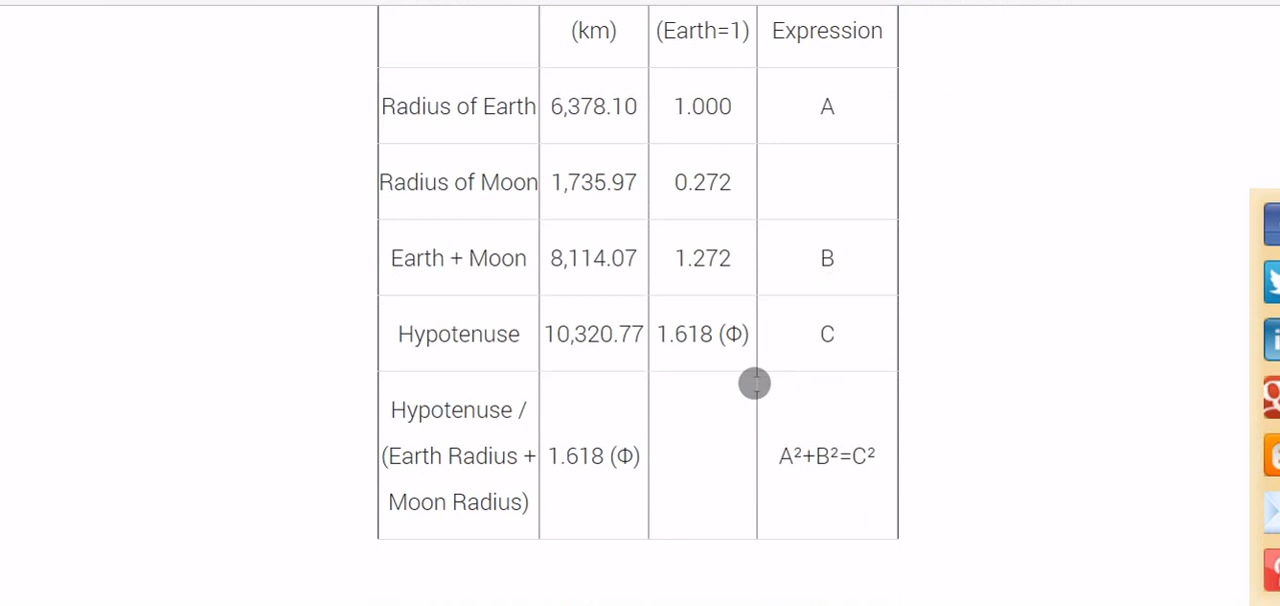 (km) (Earth=1) Expression
Radius of Earth 6,378.10 1.000 A
Radius of Moon 1,735.97 0.272
Earth + Moon 8,114.07 1.272 B
Hypotenuse 10,320.77 1.618 (Φ) C
Hypotenuse /
(Earth Radius + 1.618 (Φ) A²+B²=C²
Moon Radius)